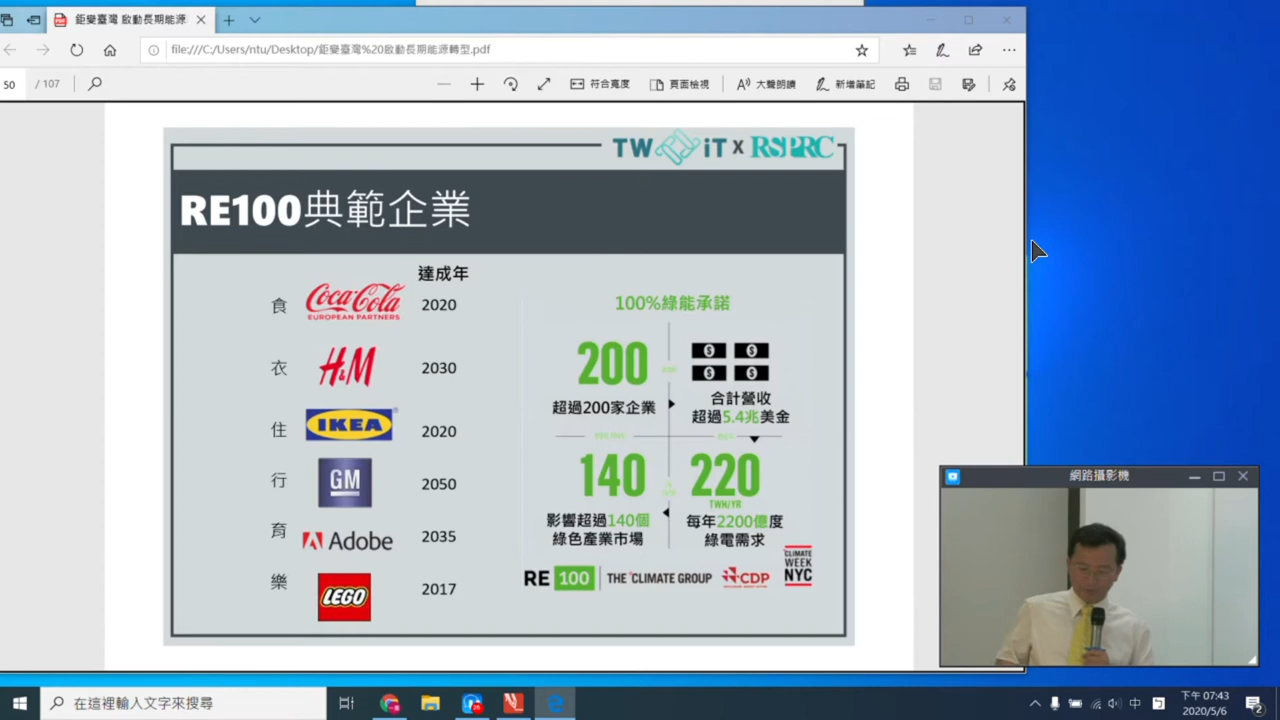 鉅變臺灣 啟動長期能源
file:///C:/Users/ntu/Desktop/鉅變臺灣%20啟動長期能源轉型.pdf
50 / 107
符合寬度
頁面檢視
大聲朗讀
新增筆記
TW iT x RSPRC
RE100典範企業
達成年
食 Coca-Cola EUROPEAN PARTNERS 2020
衣 H&M 2030
住 IKEA 2020
行 GM 2050
育 Adobe 2035
樂 LEGO 2017
100%綠能承諾
200
超過200家企業
合計營收
超過5.4兆美金
140
影響超過140個
綠色產業市場
220
TWH/YR
每年2200億度
綠電需求
RE 100 THE °CLIMATE GROUP CDP
CLIMATE
WEEK
NYC
網路攝影機
在這裡輸入文字來搜尋
中
下午 07:43
2020/5/6
2